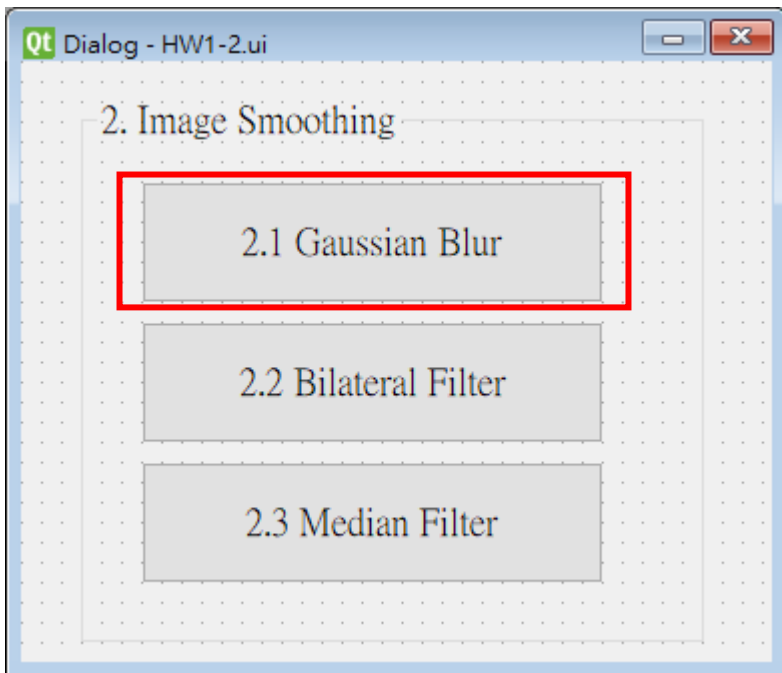 Qt Dialog - HW1-2.ui
2. Image Smoothing
2.1 Gaussian Blur
2.2 Bilateral Filter
2.3 Median Filter